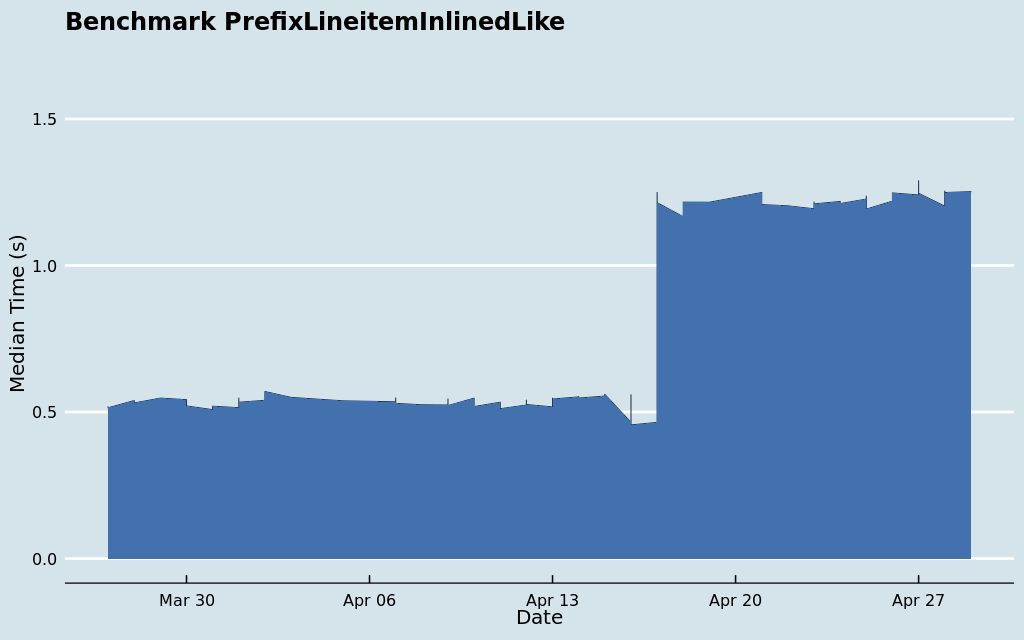 Benchmark PrefixLineitemInlinedLike
Median Time (s)
1.5
1.0
0.5
0.0
Mar 30 Apr 06 Apr 13 Apr 20 Apr 27
Date